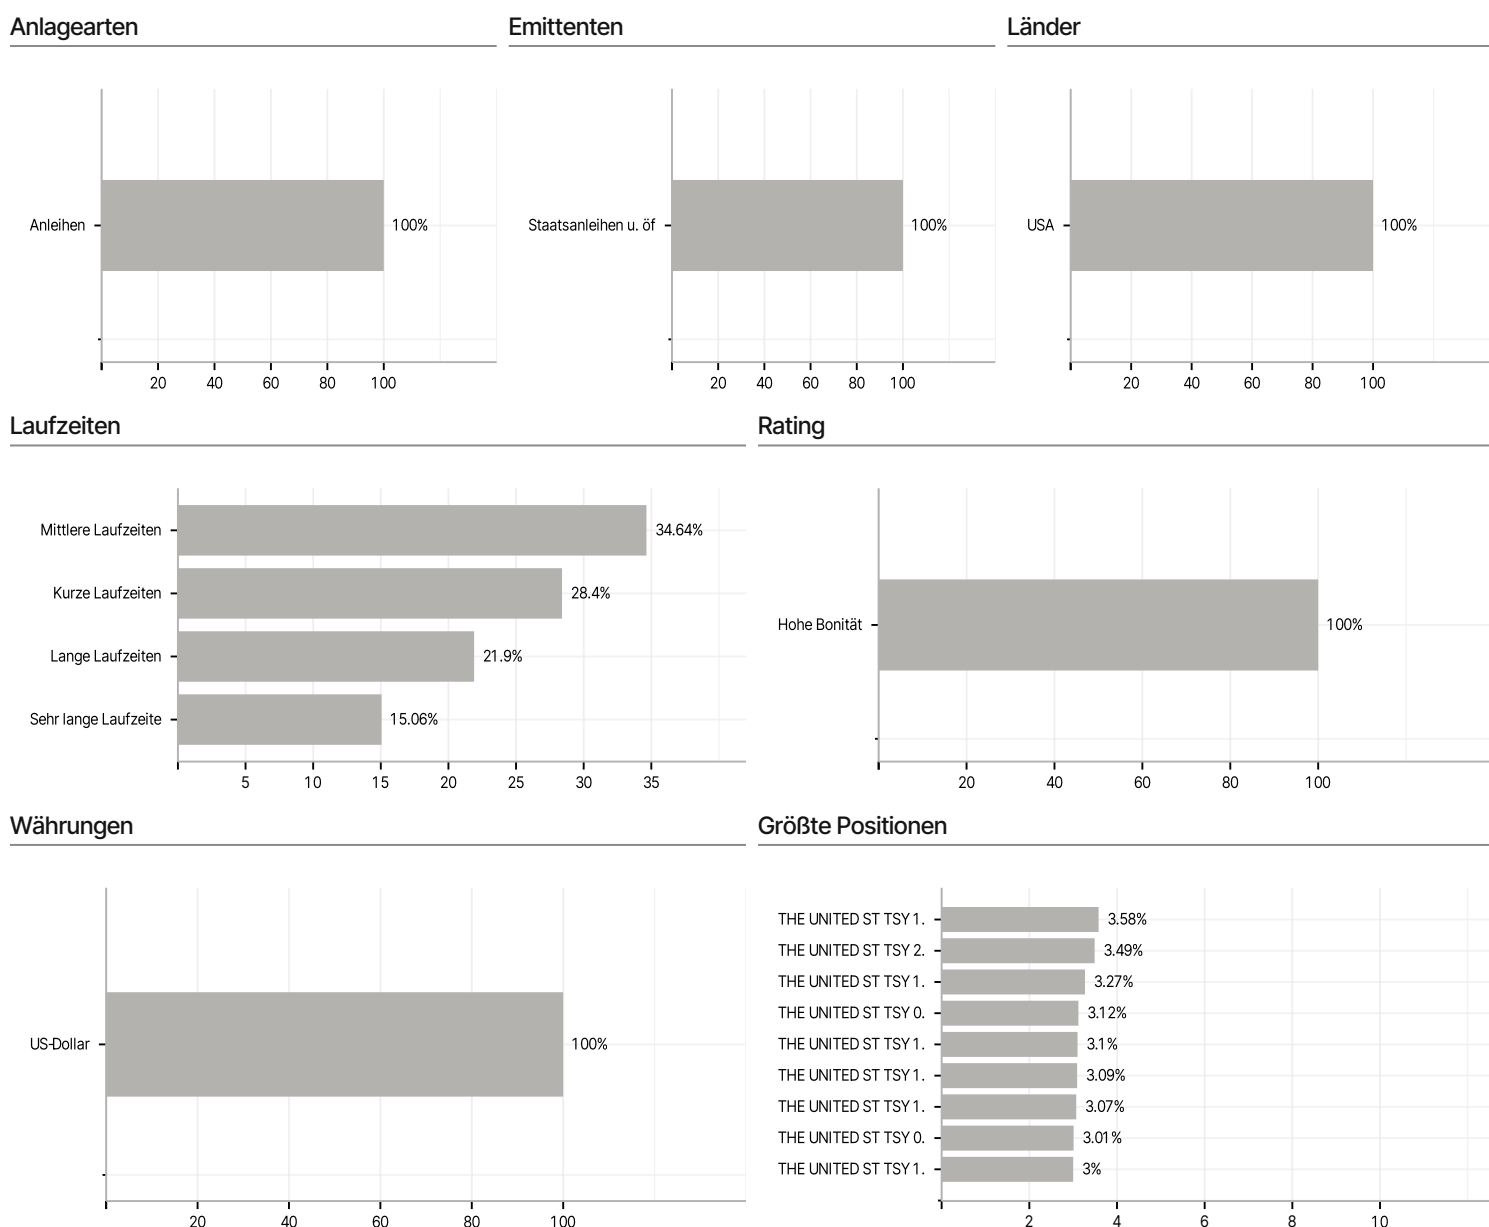 Anlagearten
Anleihen
100%
20 40 60 80 100
Emittenten
Staatsanleihen u. öf
100%
20 40 60 80 100
Länder
USA
100%
20 40 60 80 100
Laufzeiten
Mittlere Laufzeiten 34.64%
Kurze Laufzeiten 28.4%
Lange Laufzeiten 21.9%
Sehr lange Laufzeite 15.06%
5 10 15 20 25 30 35
Rating
Hohe Bonität 100%
20 40 60 80 100
Währungen
US-Dollar 100%
20 40 60 80 100
Größte Positionen
THE UNITED ST TSY 1. 3.58%
THE UNITED ST TSY 2. 3.49%
THE UNITED ST TSY 1. 3.27%
THE UNITED ST TSY 0. 3.12%
THE UNITED ST TSY 1. 3.1%
THE UNITED ST TSY 1. 3.09%
THE UNITED ST TSY 1. 3.07%
THE UNITED ST TSY 0. 3.01%
THE UNITED ST TSY 1. 3%
2 4 6 8 10